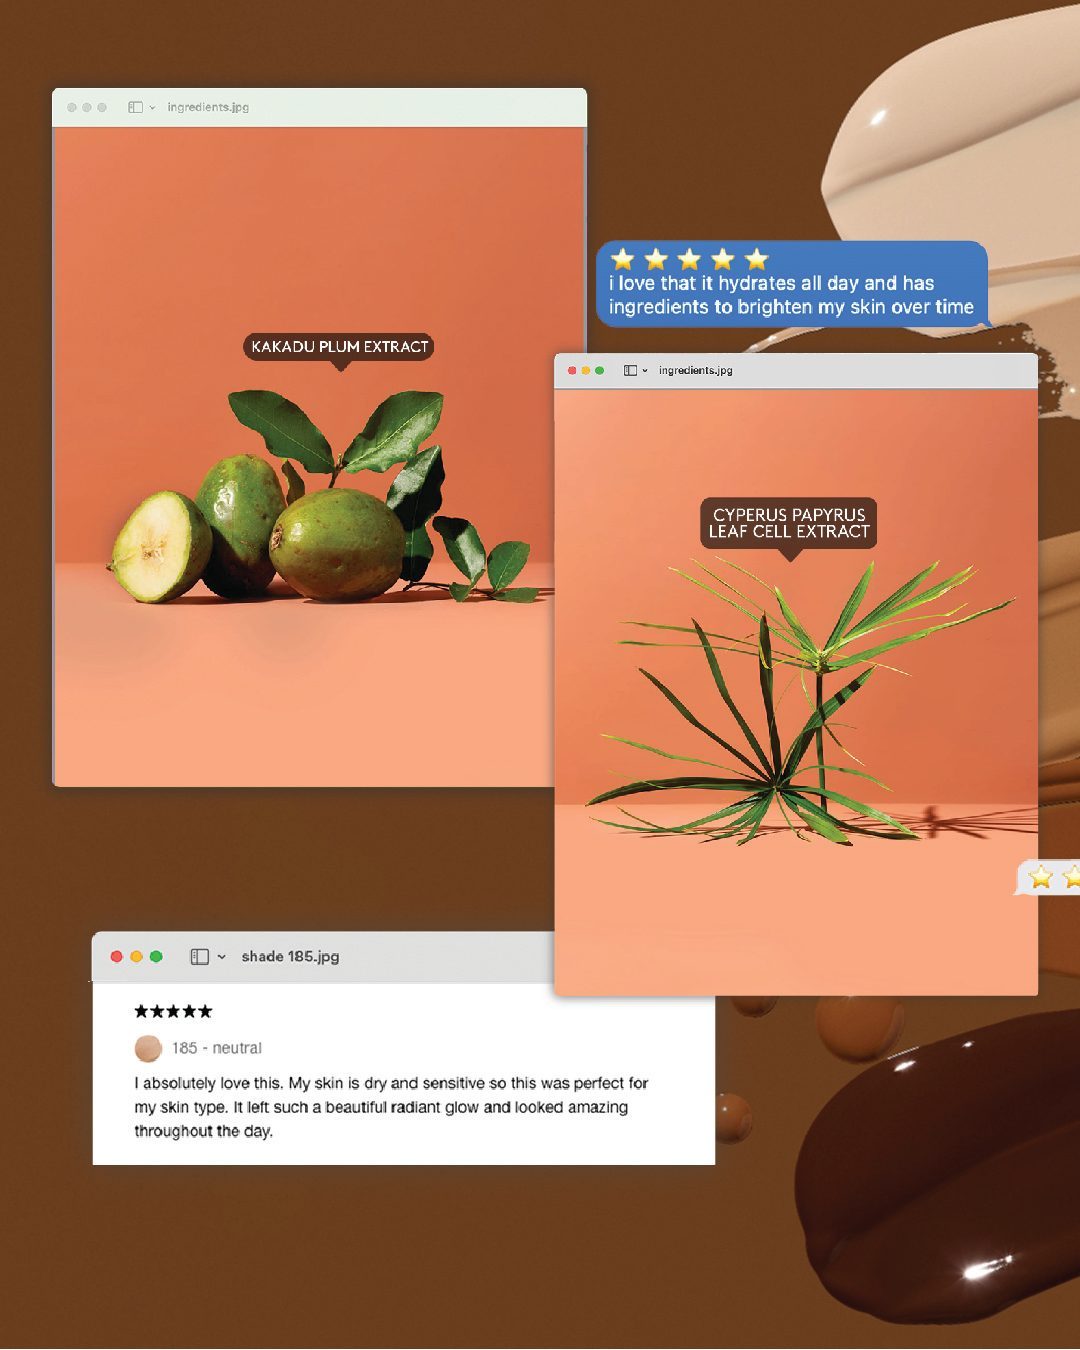 ingredients.jpg
KAKADU PLUM EXTRACT
i love that it hydrates all day and has
ingredients to brighten my skin over time
ingredients.jpg
CYPERUS PAPYRUS
LEAF CELL EXTRACT
shade 185.jpg
185 - neutral
I absolutely love this. My skin is dry and sensitive so this was perfect for
my skin type. It left such a beautiful radiant glow and looked amazing
throughout the day.